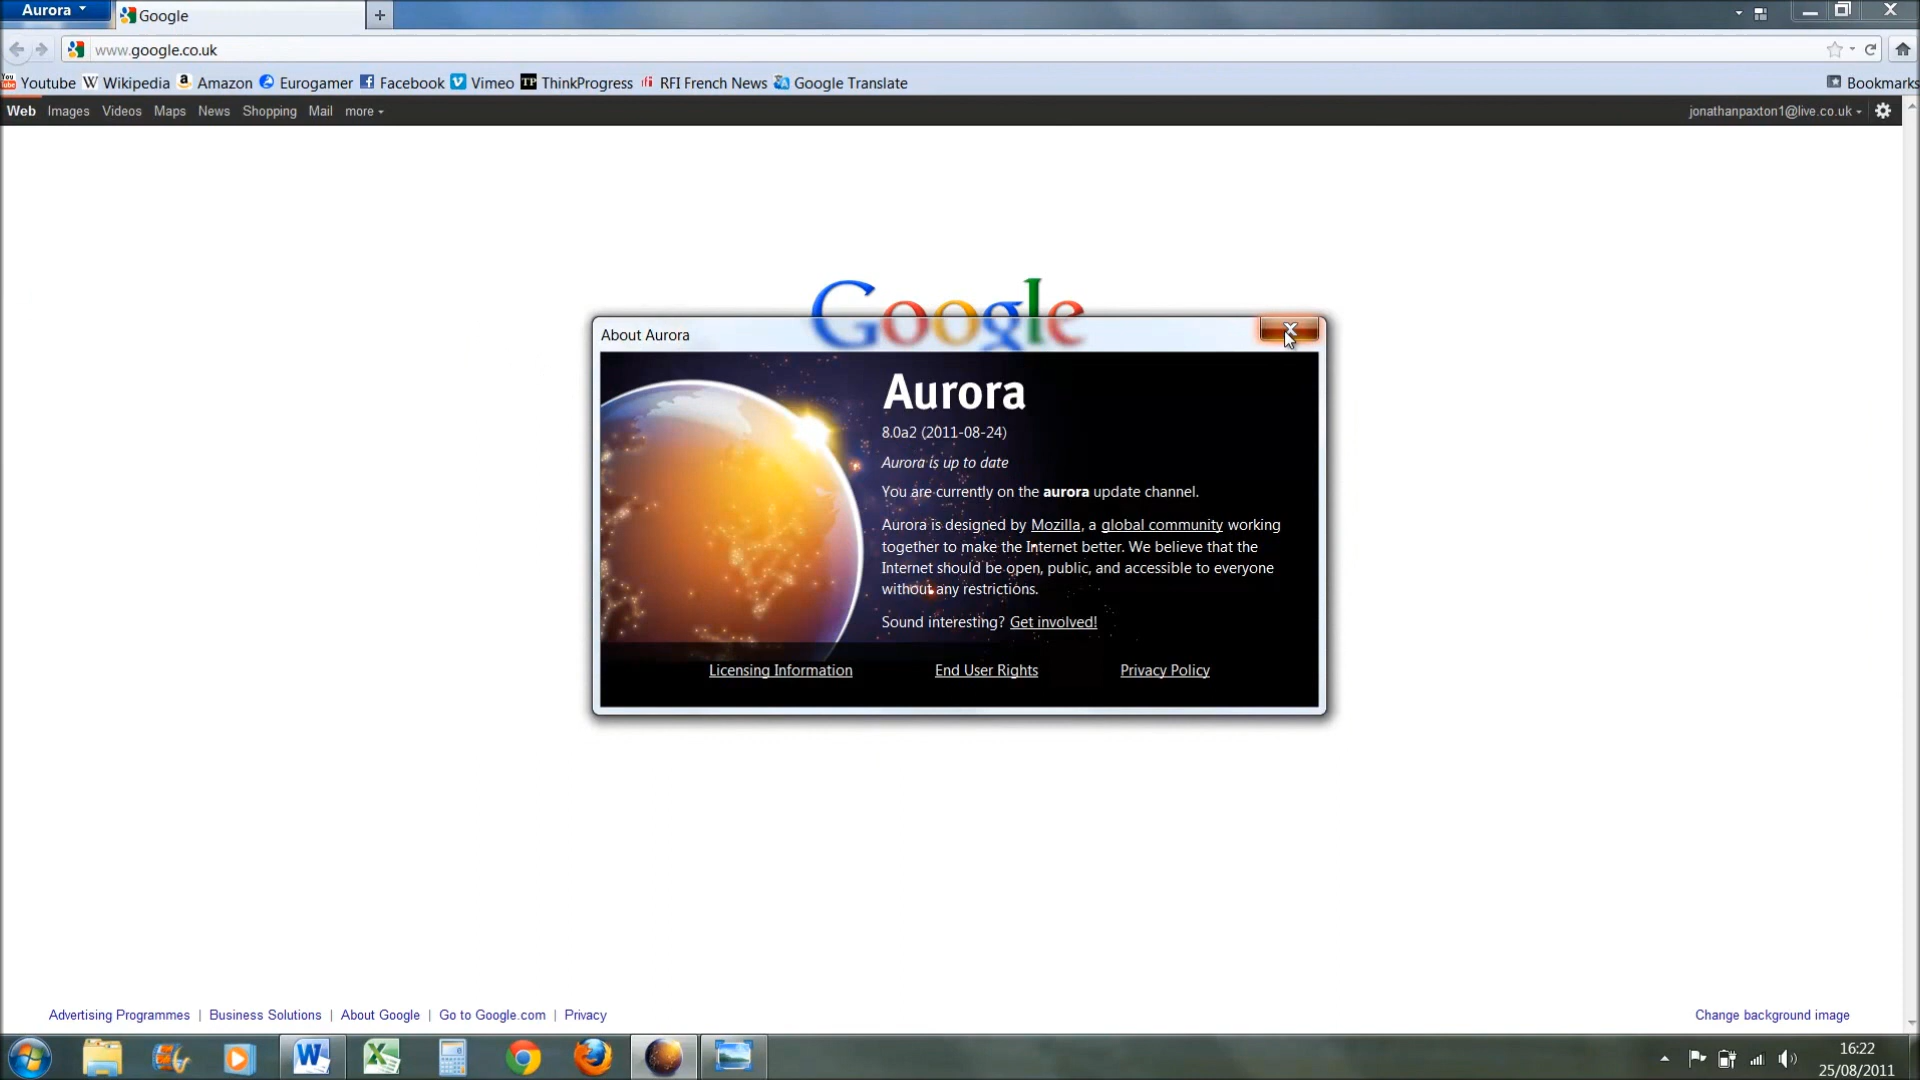 Aurora
Google
www.google.co.uk
Youtube Wikipedia Amazon Eurogamer Facebook Vimeo ThinkProgress RFI French News Google Translate
Bookmarks
Web Images Videos Maps News Shopping Mail more
jonathanpaxton1@live.co.uk
Google
About Aurora
Aurora
8.0a2 (2011-08-24)
Aurora is up to date
You are currently on the aurora update channel.
Aurora is designed by Mozilla, a global community working
together to make the Internet better. We believe that the
Internet should be open, public, and accessible to everyone
without any restrictions.
Sound interesting? Get involved!
Licensing Information End User Rights Privacy Policy
Advertising Programmes | Business Solutions | About Google | Go to Google.com | Privacy
Change background image
16:22
25/08/2011